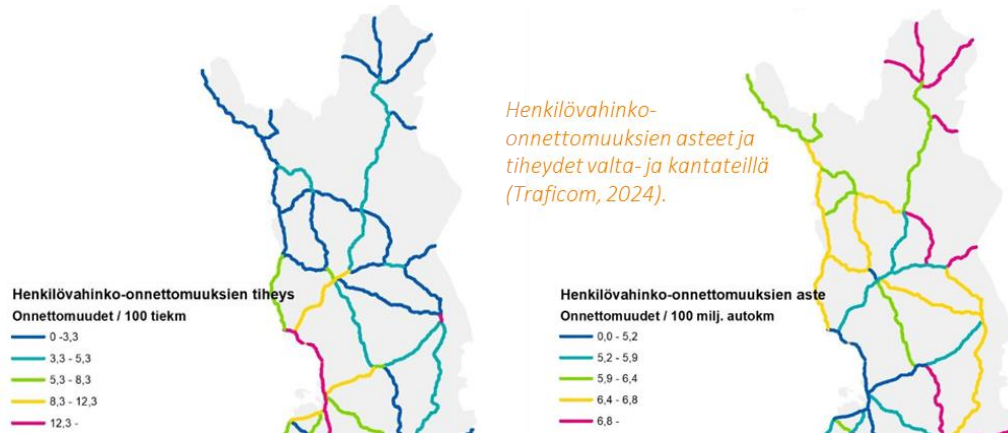 Henkilövahinko-
onnettomuuksien asteet ja
tiheydet valta- ja kantateillä
(Traficom, 2024).
Henkilövahinko-onnettomuuksien tiheys
Onnettomuudet / 100 tiekm
0 -3,3
3,3 - 5,3
5,3 - 8,3
8,3 - 12,3
12,3 -
Henkilövahinko-onnettomuuksien aste
Onnettomuudet / 100 milj. autokm
0,0 - 5,2
5,2 - 5,9
5,9 - 6,4
6,4 - 6,8
6,8 -